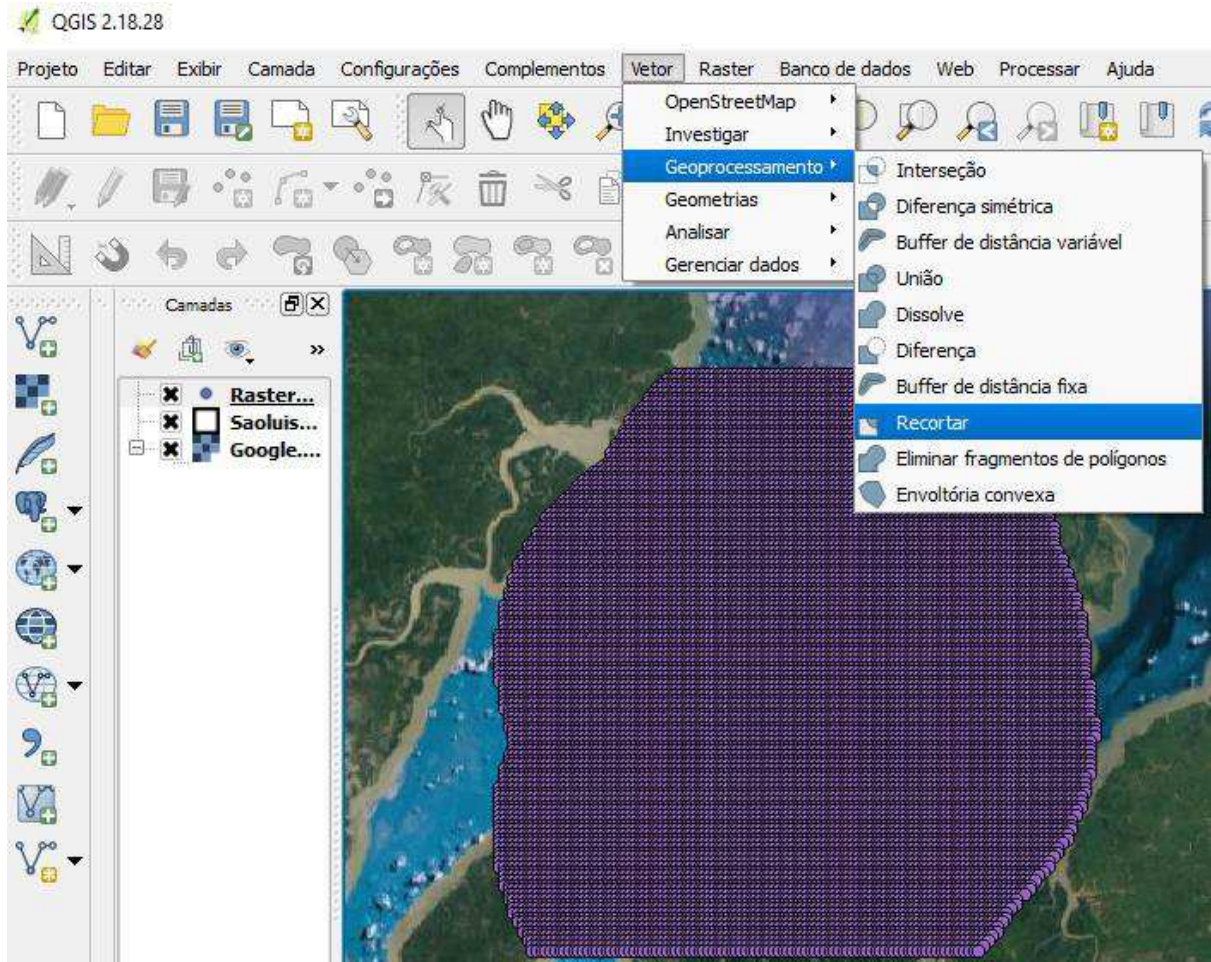 QGIS 2.18.28
Projeto Editar Exibir Camada Configurações Complementos Vetor Raster Banco de dados Web Processar Ajuda
OpenStreetMap
Investigar
Geoprocessamento
Geometrias
Analisar
Gerenciar dados
Interseção
Diferença simétrica
Buffer de distância variável
União
Dissolve
Diferença
Buffer de distância fixa
Recortar
Eliminar fragmentos de polígonos
Envoltória convexa
Camadas
Raster...
Saoluis...
Google....